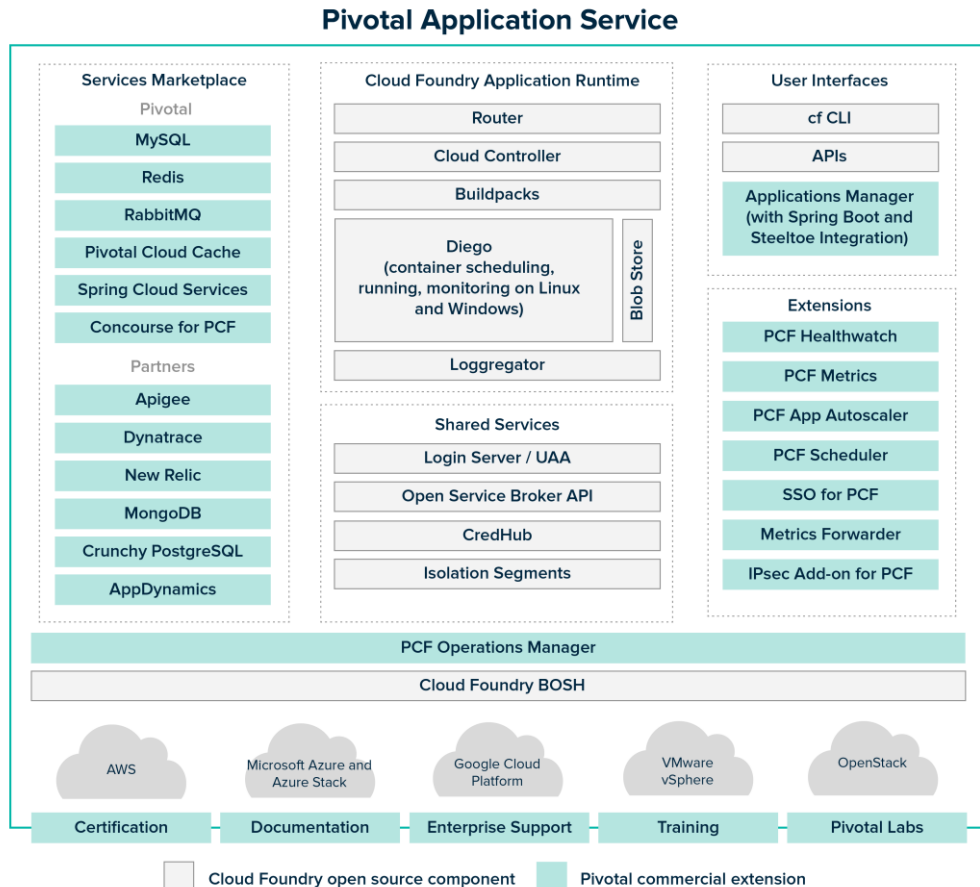 Pivotal Application Service
Services Marketplace
Pivotal
MySQL
Redis
RabbitMQ
Pivotal Cloud Cache
Spring Cloud Services
Concourse for PCF
Partners
Apigee
Dynatrace
New Relic
MongoDB
Crunchy PostgreSQL
AppDynamics
Cloud Foundry Application Runtime
Router
Cloud Controller
Buildpacks
Diego
(container scheduling,
running, monitoring on Linux
and Windows)
Blob Store
Loggregator
Shared Services
Login Server / UAA
Open Service Broker API
CredHub
Isolation Segments
User Interfaces
cf CLI
APIs
Applications Manager
(with Spring Boot and
Steeltoe Integration)
Extensions
PCF Healthwatch
PCF Metrics
PCF App Autoscaler
PCF Scheduler
SSO for PCF
Metrics Forwarder
IPsec Add-on for PCF
PCF Operations Manager
Cloud Foundry BOSH
AWS
Microsoft Azure and
Azure Stack
Google Cloud
Platform
VMware
vSphere
OpenStack
Certification
Documentation
Enterprise Support
Training
Pivotal Labs
Cloud Foundry open source component
Pivotal commercial extension